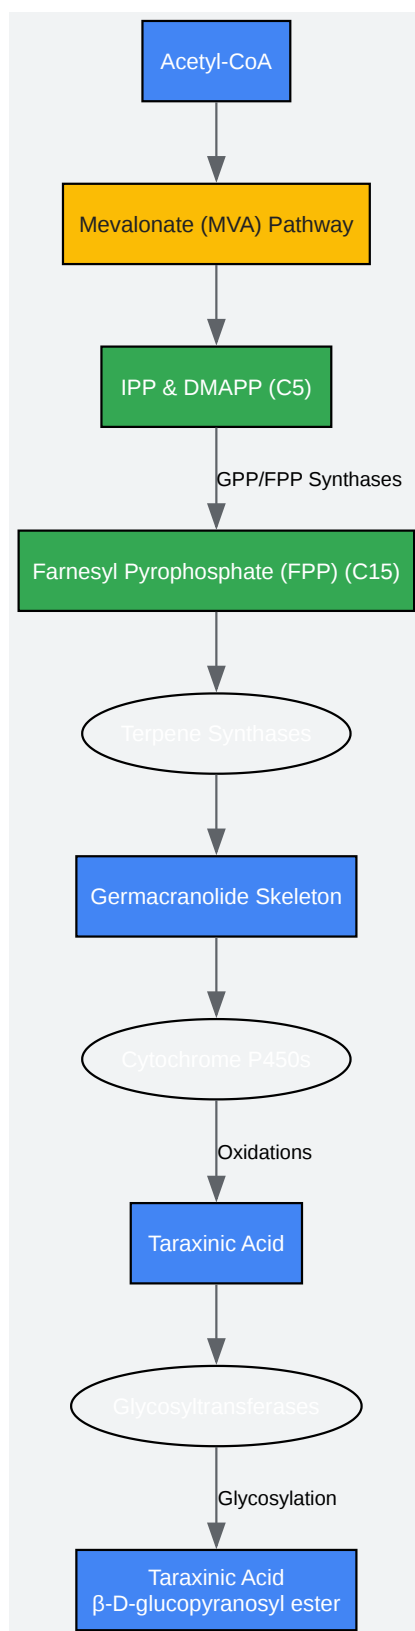 Acetyl-CoA
Mevalonate (MVA) Pathway
IPP & DMAPP (C5)
GPP/FPP Synthases
Farnesyl Pyrophosphate (FPP) (C15)
Terpene Synthases
Germacranolide Skeleton
Cytochrome P450s
Oxidations
Taraxinic Acid
Glycosyltransferases
Glycosylation
Taraxinic Acid
β-D-glucopyranosyl ester